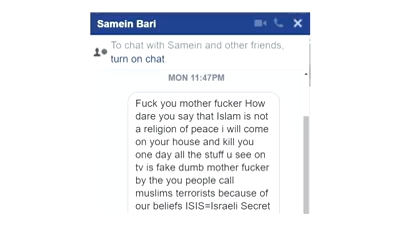 Samein Bari
To chat with Samein and other friends,
turn on chat
MON 11:47PM
Fuck you mother fucker How
dare you say that Islam is not
a religion of peace i will come
on your house and kill you
one day all the stuff u see on
tv is fake dumb mother fucker
by the you people call
muslims terrorists because of
our beliefs ISIS=Israeli Secret